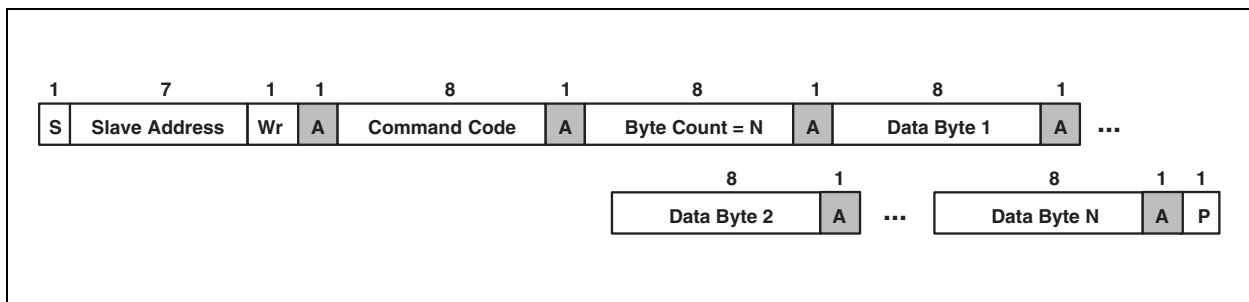 1 7 1 1 8 1 8 1 8 1
S Slave Address Wr A Command Code A Byte Count = N A Data Byte 1 A ...
8 1 8 1 1
Data Byte 2 A ... Data Byte N A P